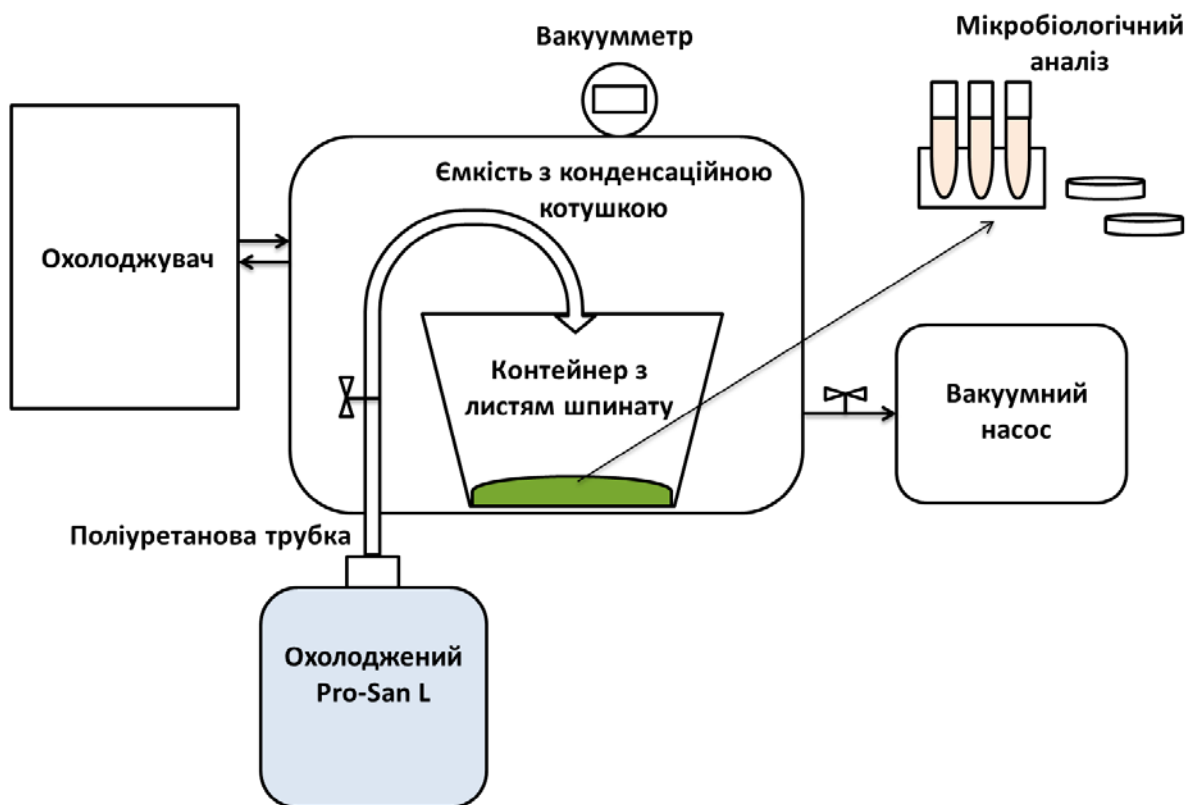 Вакуумметр
Мікробіологічний
аналіз
Ємкість з конденсаційною
котушкою
Охолоджувач
Контейнер з
листям шпинату
Вакуумний
насос
Поліуретанова трубка
Охолоджений
Pro-San L